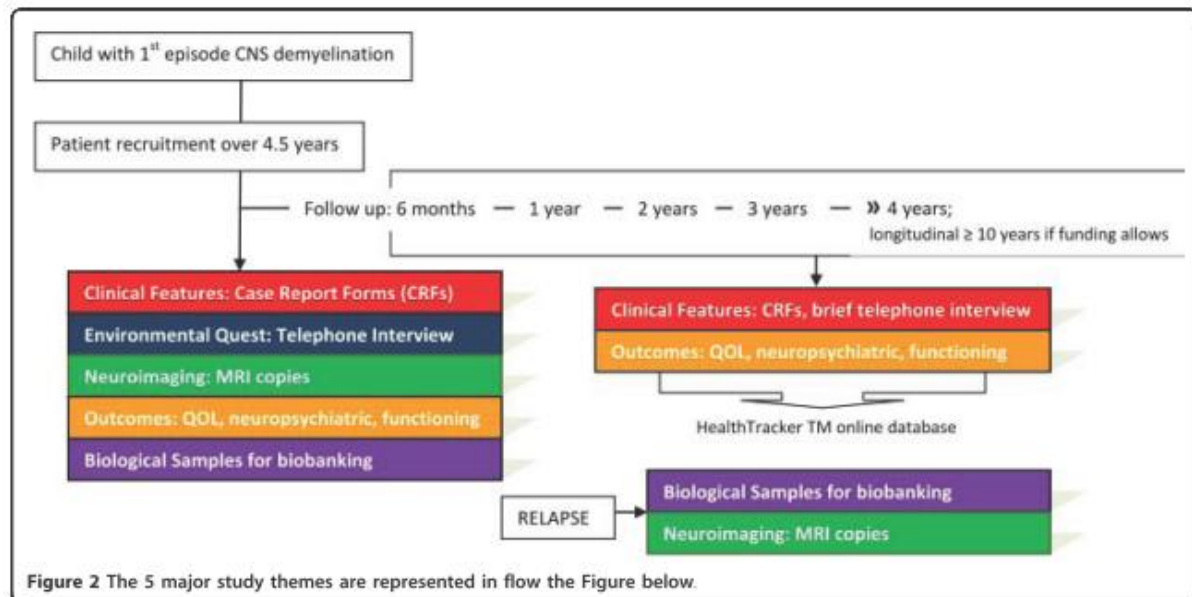 Child with 1st episode CNS demyelination
Patient recruitment over 4.5 years
Follow up: 6 months — 1 year — 2 years — 3 years — » 4 years;
longitudinal ≥ 10 years if funding allows
Clinical Features: Case Report Forms (CRFs)
Environmental Quest: Telephone Interview
Neuroimaging: MRI copies
Outcomes: QOL, neuropsychiatric, functioning
Biological Samples for biobanking
Clinical Features: CRFs, brief telephone interview
Outcomes: QOL, neuropsychiatric, functioning
HealthTracker TM online database
RELAPSE
Biological Samples for biobanking
Neuroimaging: MRI copies
Figure 2 The 5 major study themes are represented in flow the Figure below.